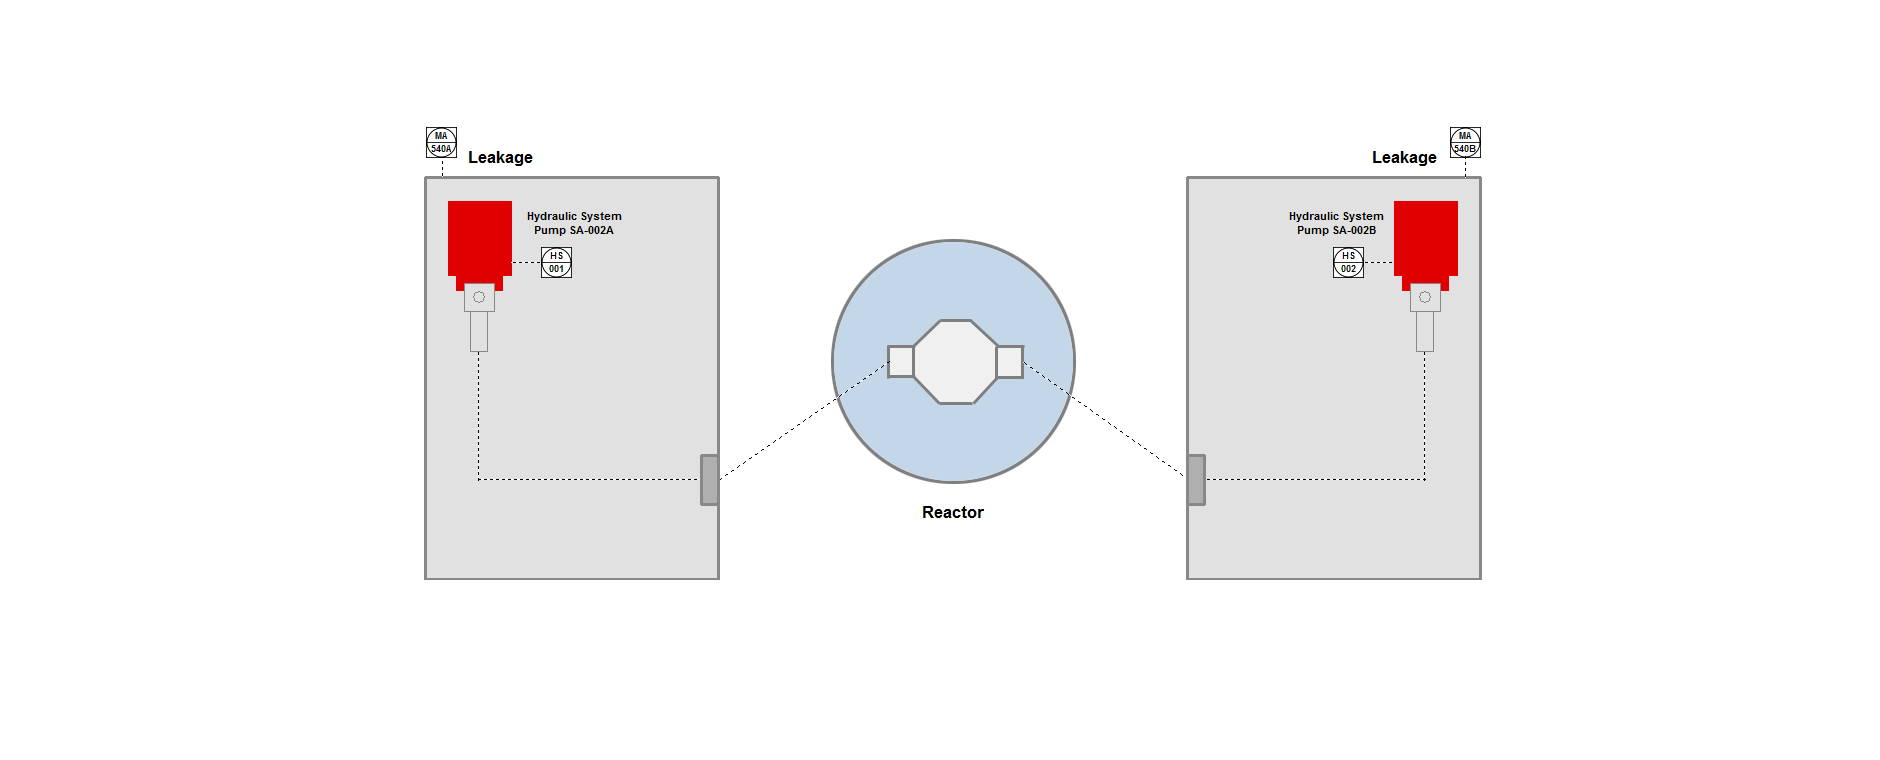 MA
540A
Leakage
Hydraulic System
Pump SA-002A
HS
001
Reactor
Leakage
MA
540B
Hydraulic System
Pump SA-002B
HS
002